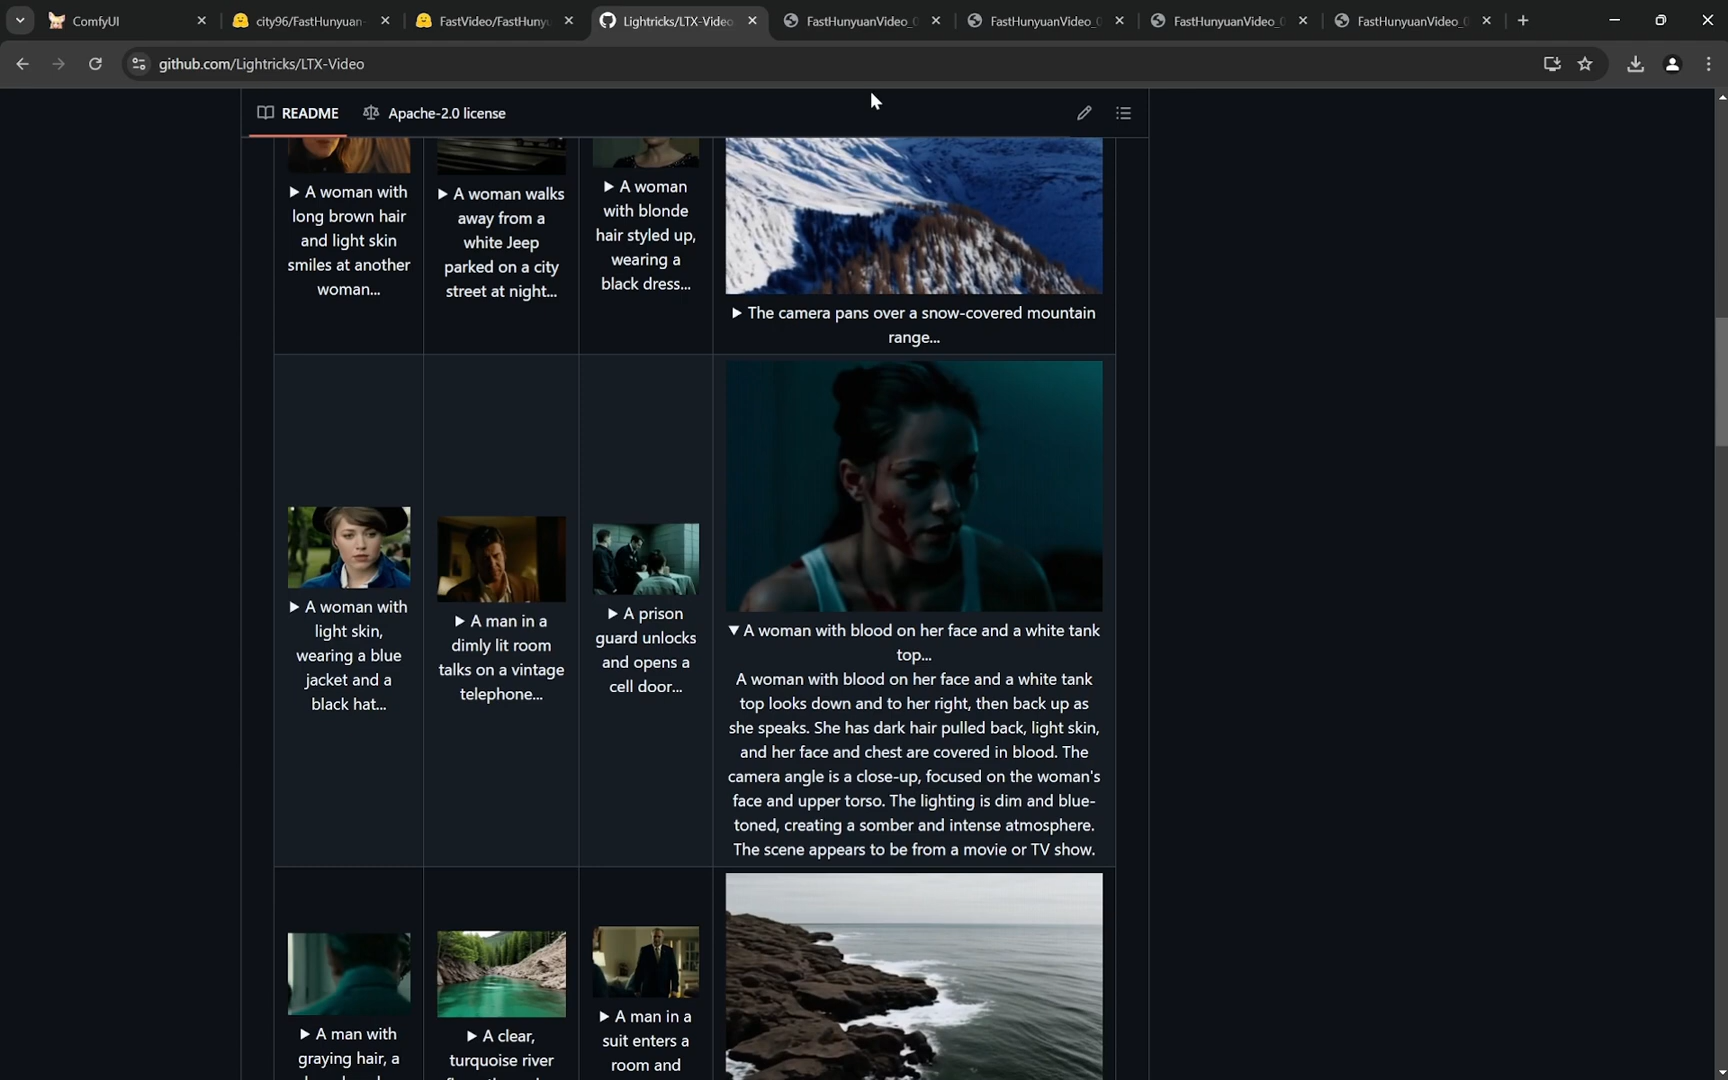 ComfyUI
city96/FastHunyuan-
FastVideo/FastHunyu
Lightricks/LTX-Video
FastHunyuanVideo_0
FastHunyuanVideo_0
FastHunyuanVideo_0
FastHunyuanVideo_0
github.com/Lightricks/LTX-Video
README
Apache-2.0 license
A woman with
long brown hair
and light skin
smiles at another
woman...
A woman walks
away from a
white Jeep
parked on a city
street at night...
A woman
with blonde
hair styled up,
wearing a
black dress...
The camera pans over a snow-covered mountain
range...
A woman with
light skin,
wearing a blue
jacket and a
black hat...
A man in a
dimly lit room
talks on a vintage
telephone...
A prison
guard unlocks
and opens a
cell door...
A woman with blood on her face and a white tank
top...
A woman with blood on her face and a white tank
top looks down and to her right, then back up as
she speaks. She has dark hair pulled back, light skin,
and her face and chest are covered in blood. The
camera angle is a close-up, focused on the woman's
face and upper torso. The lighting is dim and blue-
toned, creating a somber and intense atmosphere.
The scene appears to be from a movie or TV show.
A man with
graying hair, a
A clear,
turquoise river
A man in a
suit enters a
room and